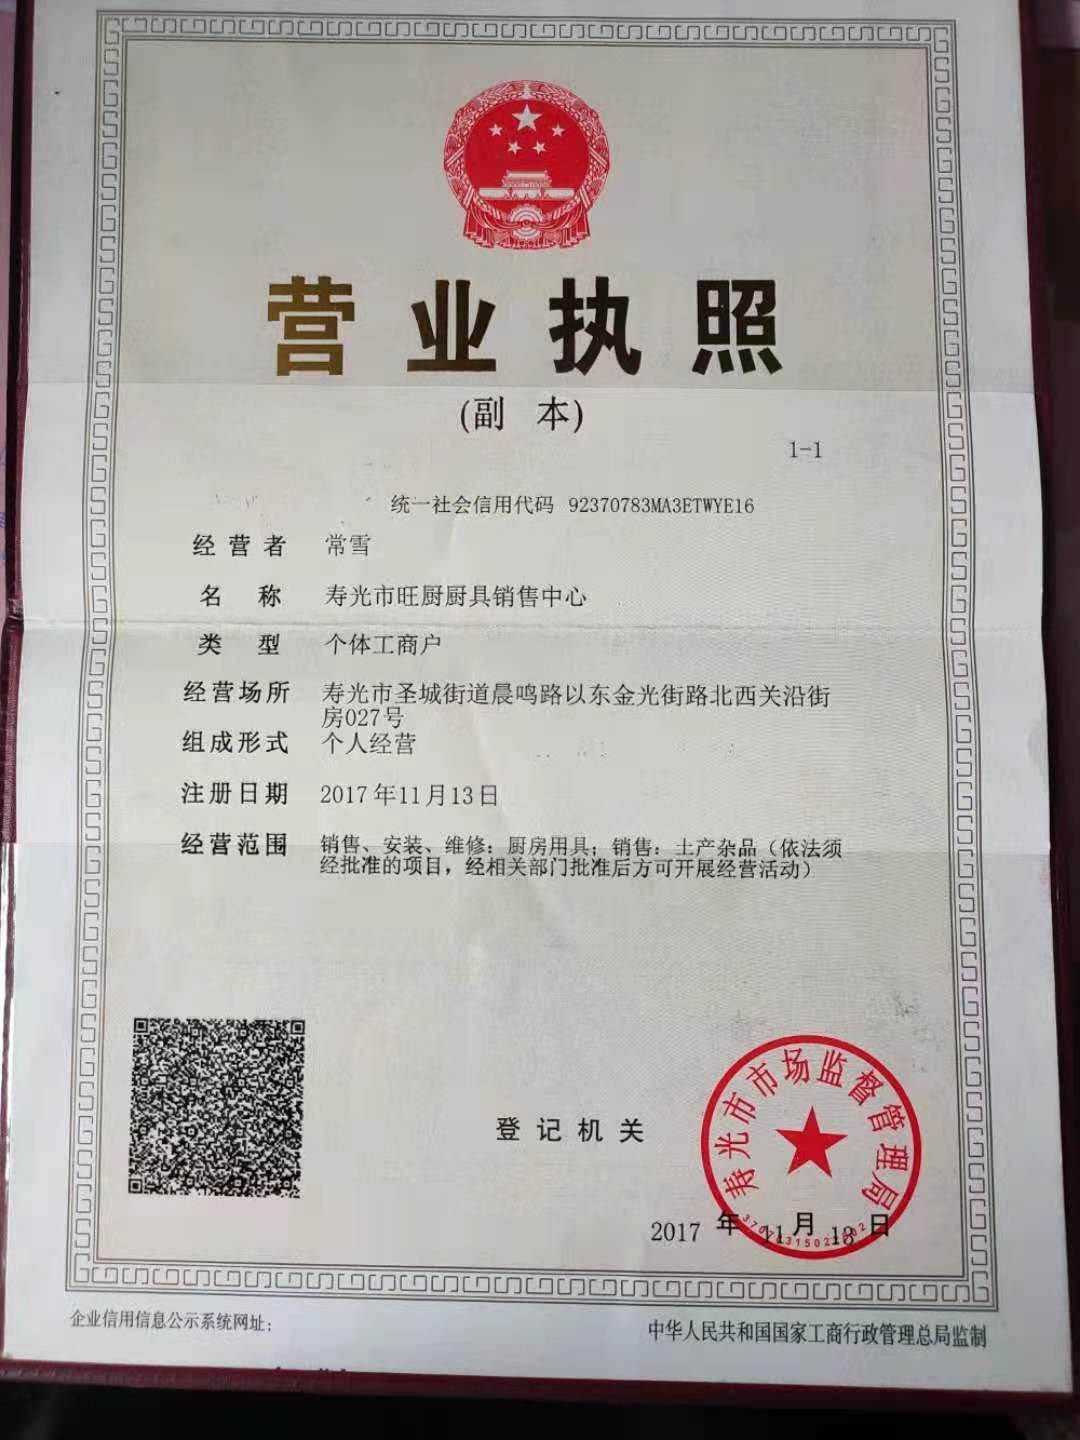 营业执照
(副 本)
1-1
统一社会信用代码 92370783MA3ETWYE16
经营者 常雪
名称 寿光市旺厨厨具销售中心
类型 个体工商户
经营场所 寿光市圣城街道晨鸣路以东金光街路北西关沿街
房027号
组成形式 个人经营
注册日期 2017年11月13日
经营范围 销售、安装、维修：厨房用具；销售：土产杂品（依法须
经批准的项目，经相关部门批准后方可开展经营活动）
登记机关
寿光市市场监督管理局
2017 年 11 月 13 日
企业信用信息公示系统网址：
中华人民共和国国家工商行政管理总局监制